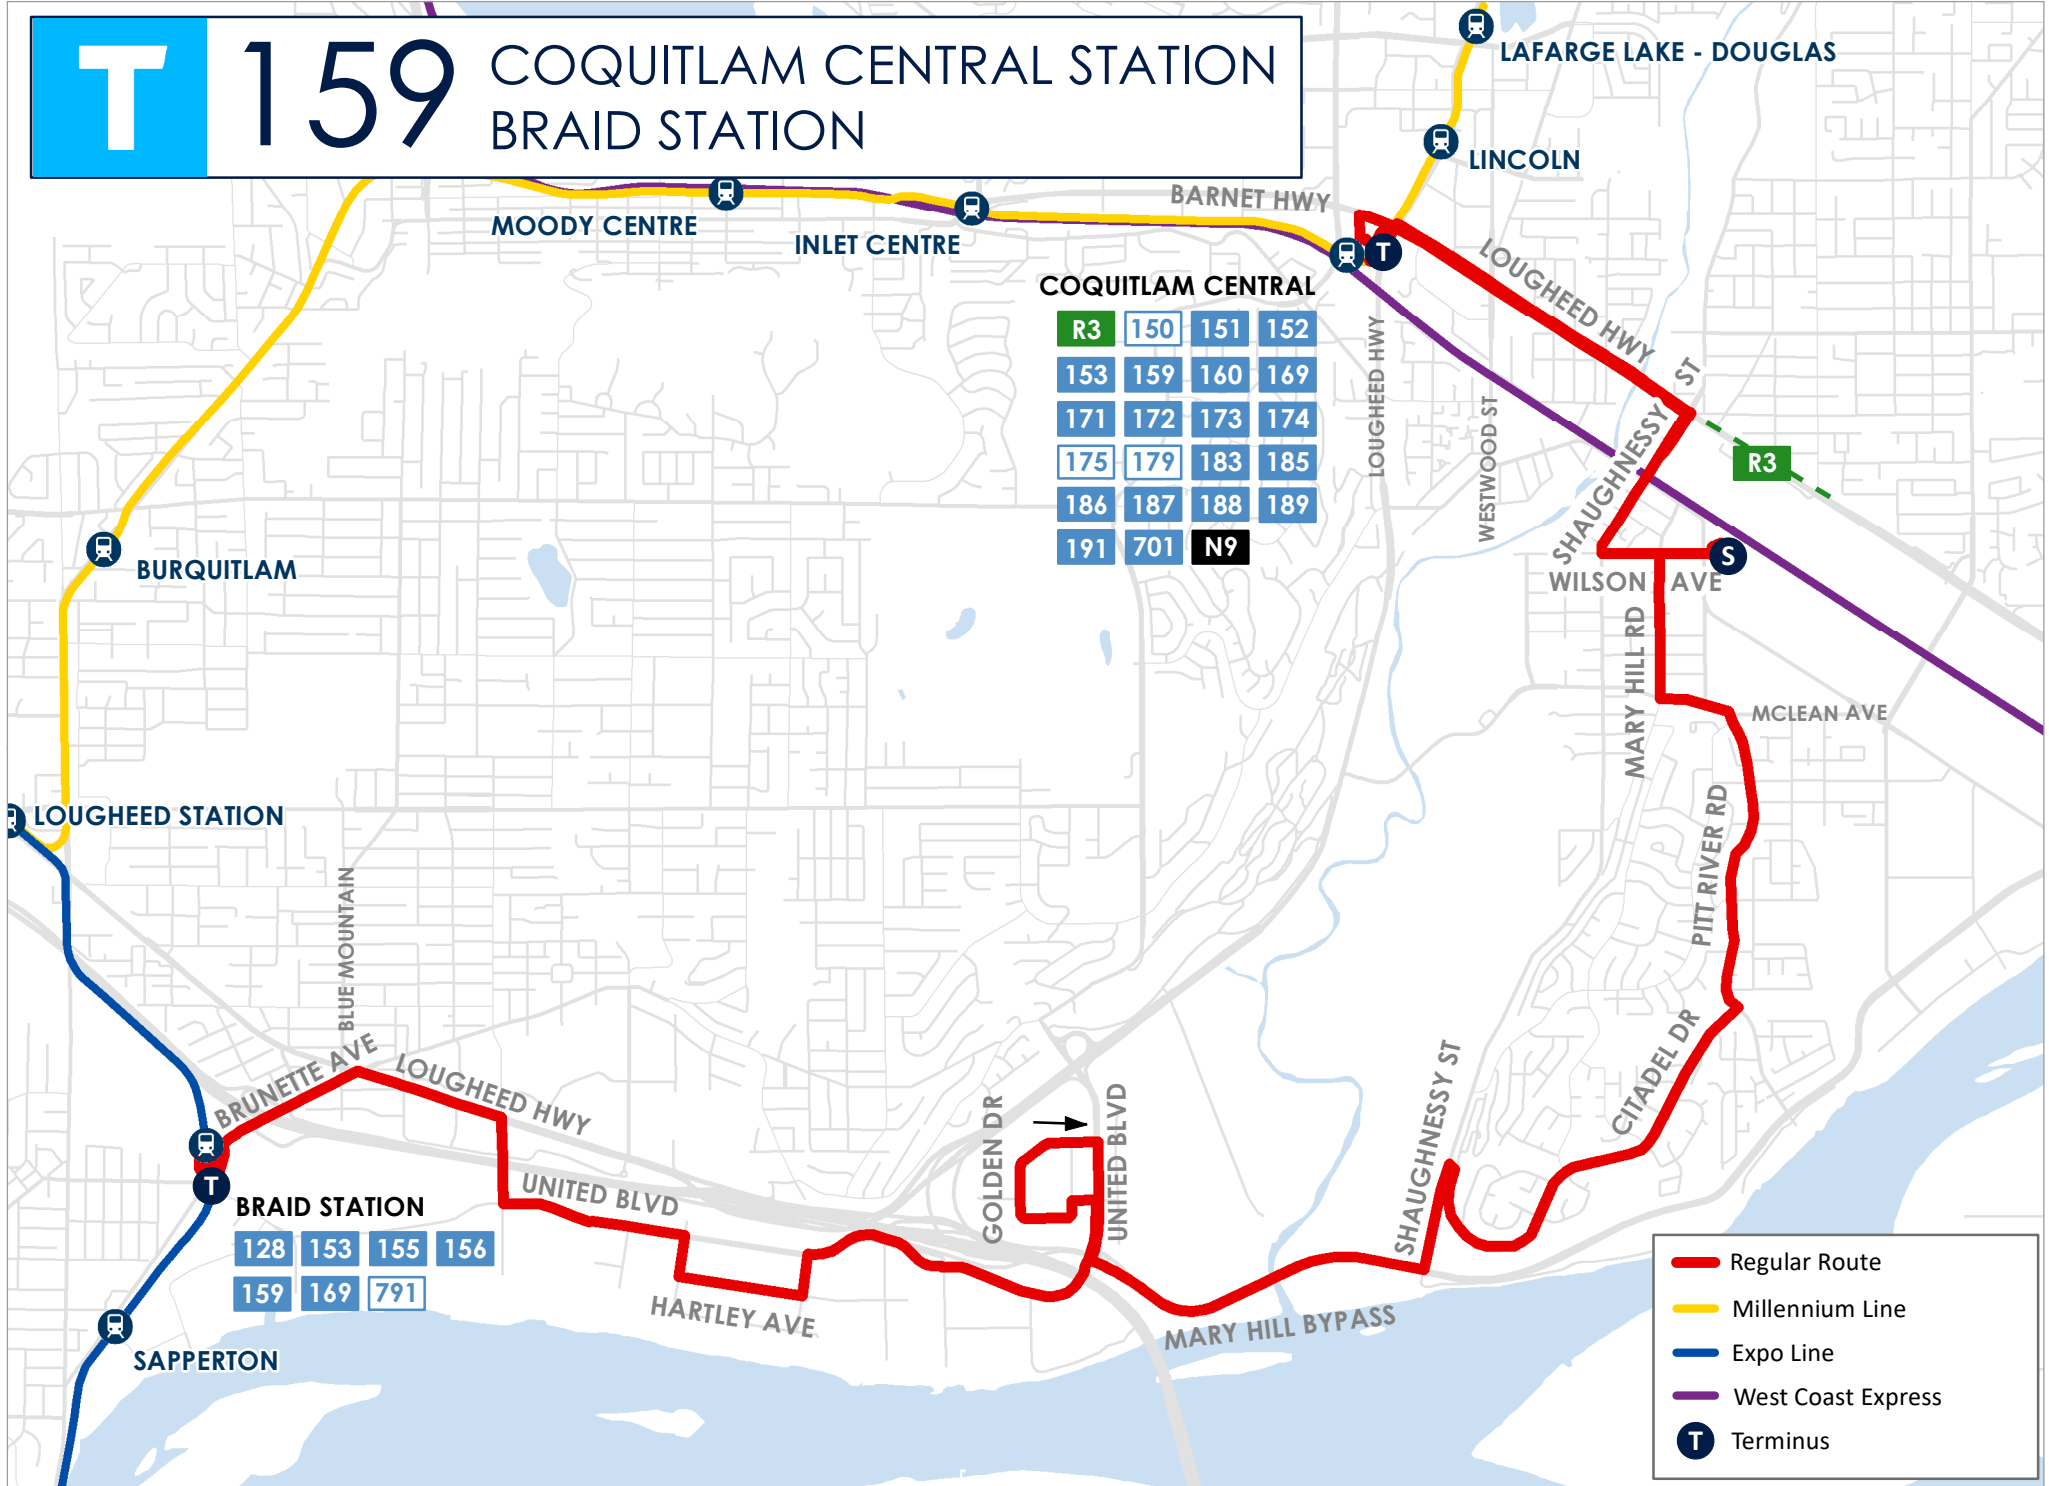 T
159
COQUITLAM CENTRAL STATION
BRAID STATION
LAFARGE LAKE - DOUGLAS
LINCOLN
BARNET HWY
MOODY CENTRE
INLET CENTRE
T
LOUGHEED HWY
COQUITLAM CENTRAL
R3 150 151 152
153 159 160 169
171 172 173 174
175 179 183 185
186 187 188 189
191 701 N9
LOUGHEED HWY
WESTWOOD ST
SHAUGHNESSY ST
R3
S
WILSON AVE
BURQUITLAM
MARY HILL RD
MCLEAN AVE
LOUGHEED STATION
PITT RIVER RD
BLUE MOUNTAIN
BRUNETTE AVE
LOUGHEED HWY
CITADEL DR
SHAUGHNESSY ST
GOLDEN DR
UNITED BLVD
UNITED BLVD
T
BRAID STATION
128 153 155 156
159 169 791
HARTLEY AVE
MARY HILL BYPASS
SAPPERTON
Regular Route
Millennium Line
Expo Line
West Coast Express
T Terminus